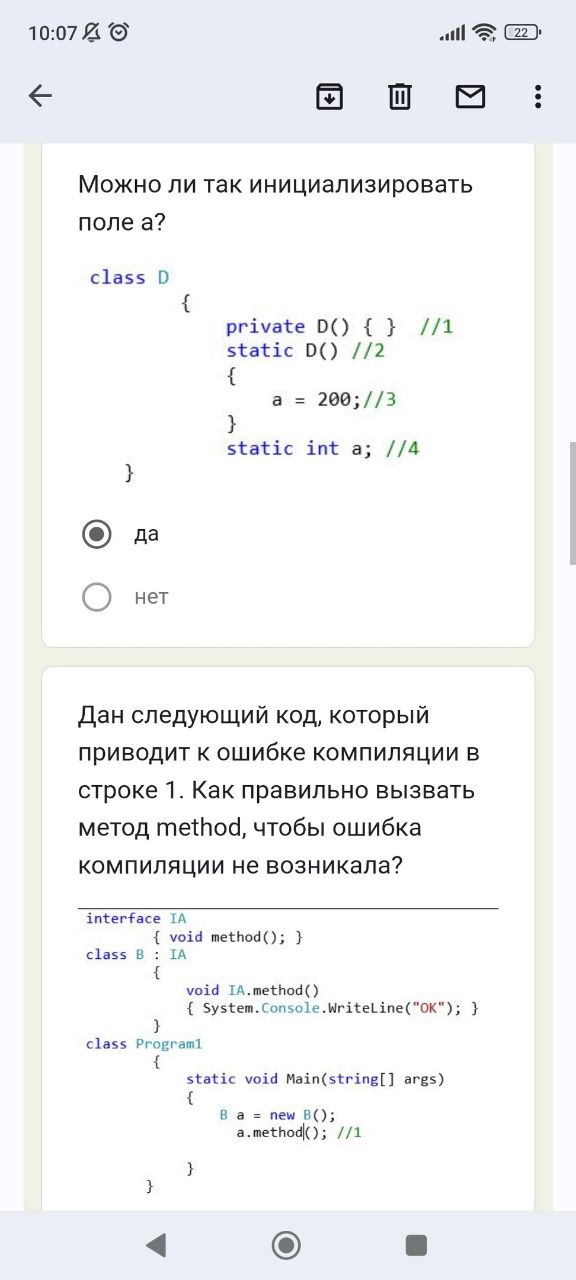 10:07
22
Можно ли так инициализировать
поле а?
class D
{
private D() { } //1
static D() //2
{
a = 200;//3
}
static int a; //4
}
да
нет
Дан следующий код, который
приводит к ошибке компиляции в
строке 1. Как правильно вызвать
метод method, чтобы ошибка
компиляции не возникала?
interface IA
{ void method(); }
class B : IA
{
void IA.method()
{ System.Console.WriteLine("OK"); }
}
class Program1
{
static void Main(string[] args)
{
B a = new B();
a.method(); //1
}
}